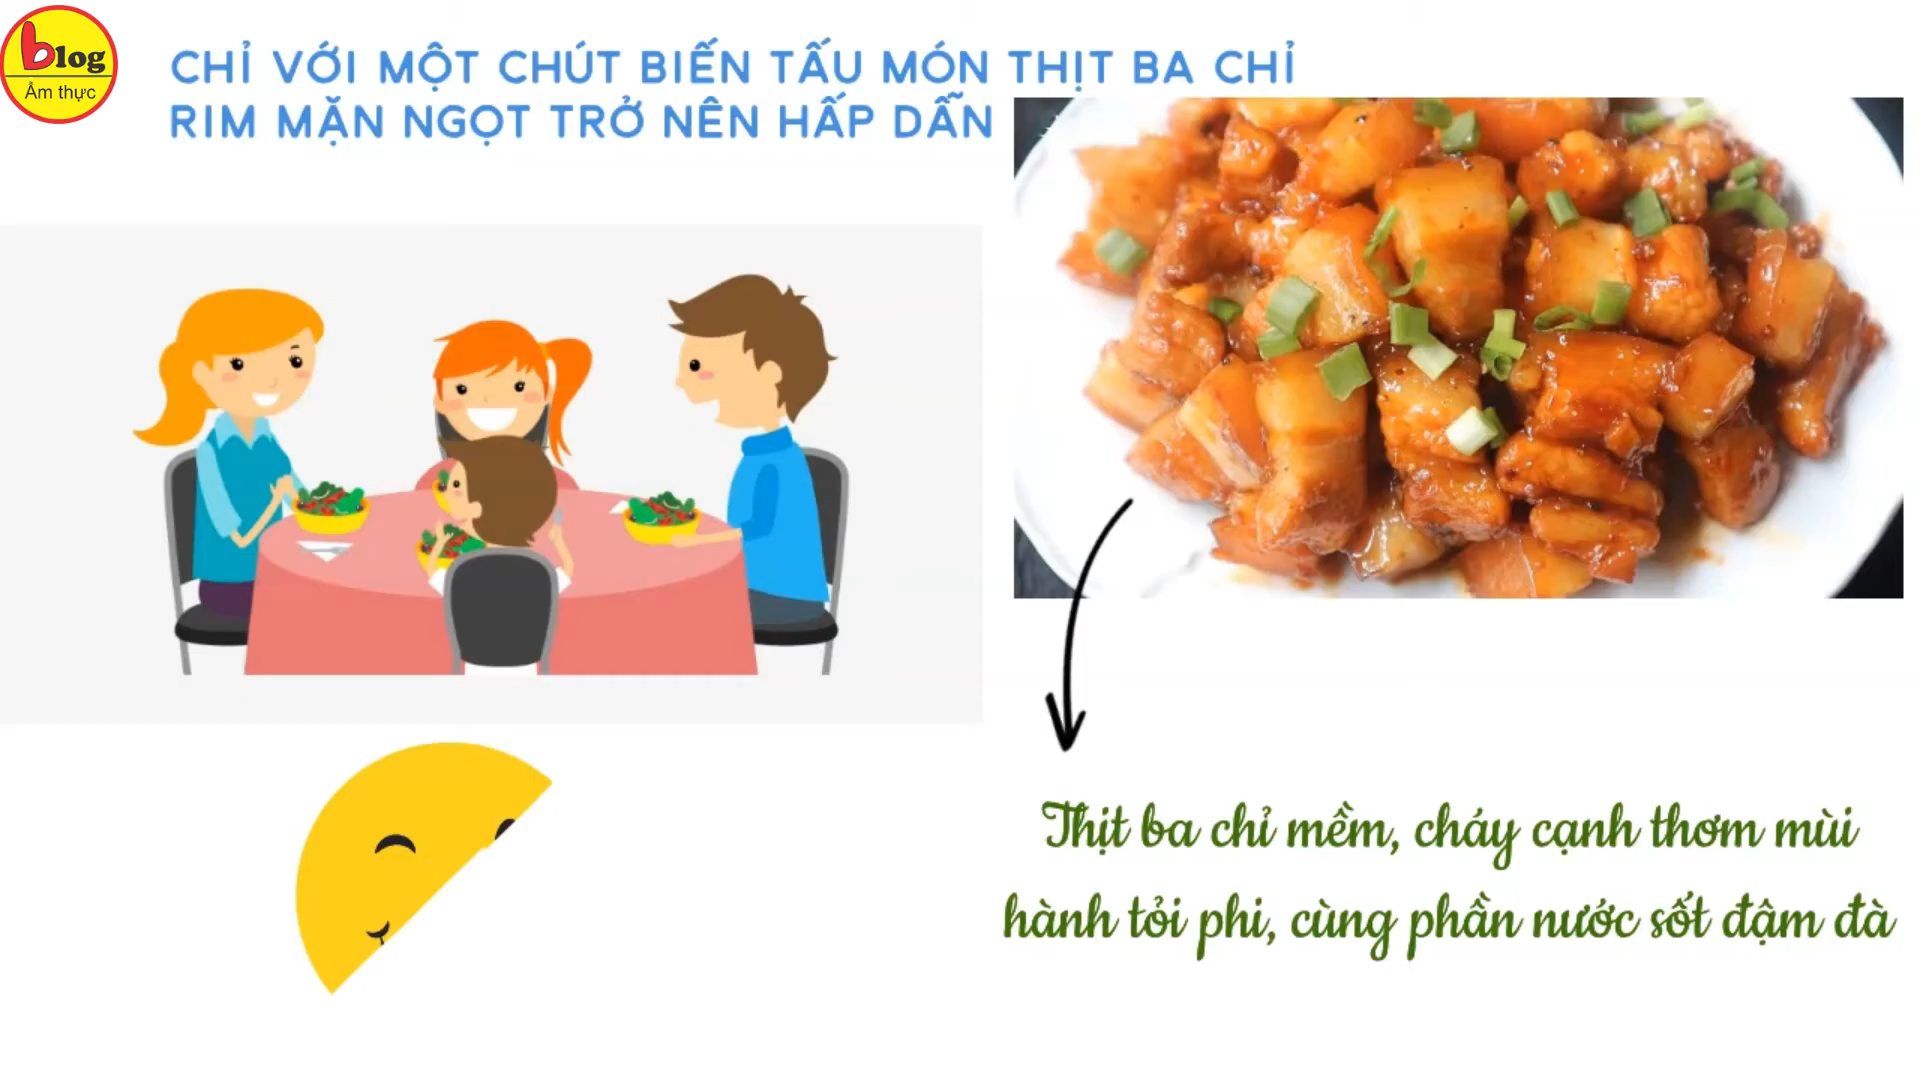 blog
Ẩm thực
CHỈ VỚI MỘT CHÚT BIẾN TẤU MÓN THỊT BA CHỈ
RIM MẶN NGỌT TRỞ NÊN HẤP DẪN
Thịt ba chỉ mềm, cháy cạnh thơm mùi
hành tỏi phi, cùng phần nước sốt đậm đà